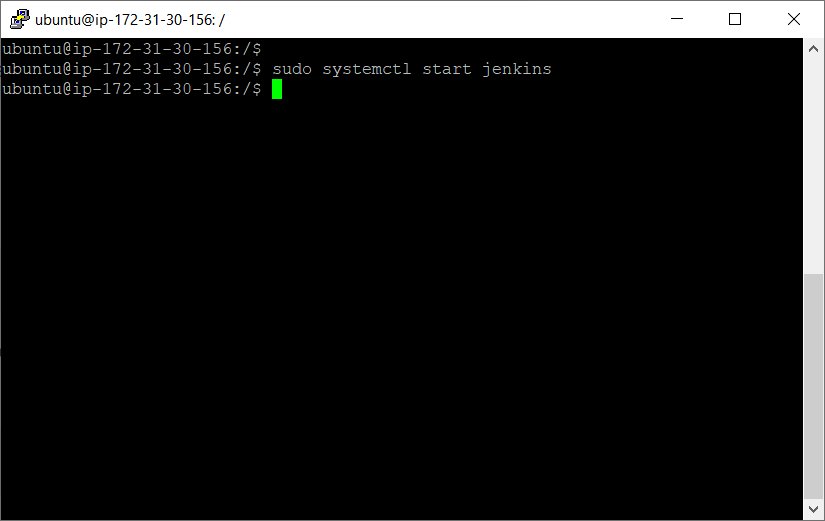 ubuntu@ip-172-31-30-156: /
ubuntu@ip-172-31-30-156:/$
ubuntu@ip-172-31-30-156:/$ sudo systemctl start jenkins
ubuntu@ip-172-31-30-156:/$